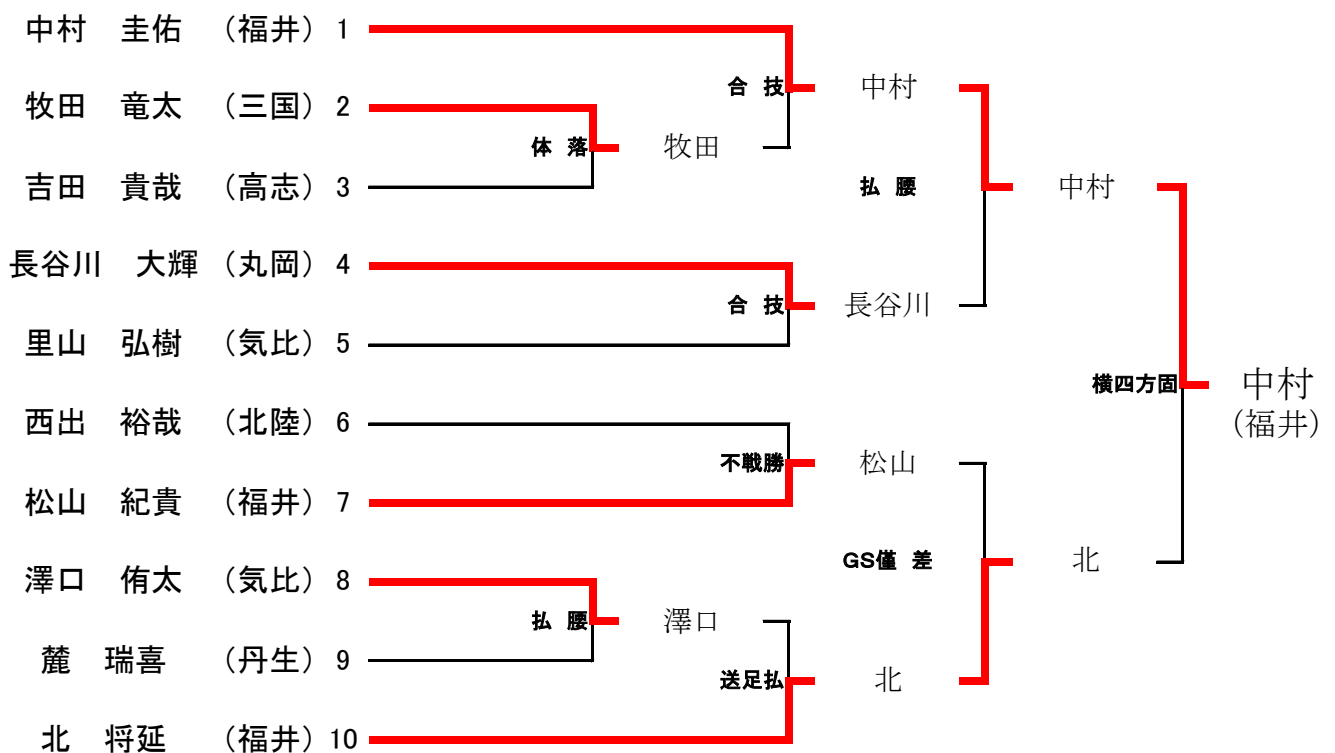 中村　圭佑　（福井） 1
合 技
中村
牧田　竜太　（三国） 2
体 落
牧田
吉田　貴哉　（高志） 3
払 腰
中村
長谷川　大輝 （丸岡） 4
合 技
長谷川
里山　弘樹　（気比） 5
横四方固
中村
（福井）
西出　裕哉　（北陸） 6
不戦勝
松山
松山　紀貴　（福井） 7
GS僅 差
北
澤口　侑太　（気比） 8
払 腰
澤口
麓　瑞喜　（丹生） 9
送足払
北
北　将延　（福井） 10